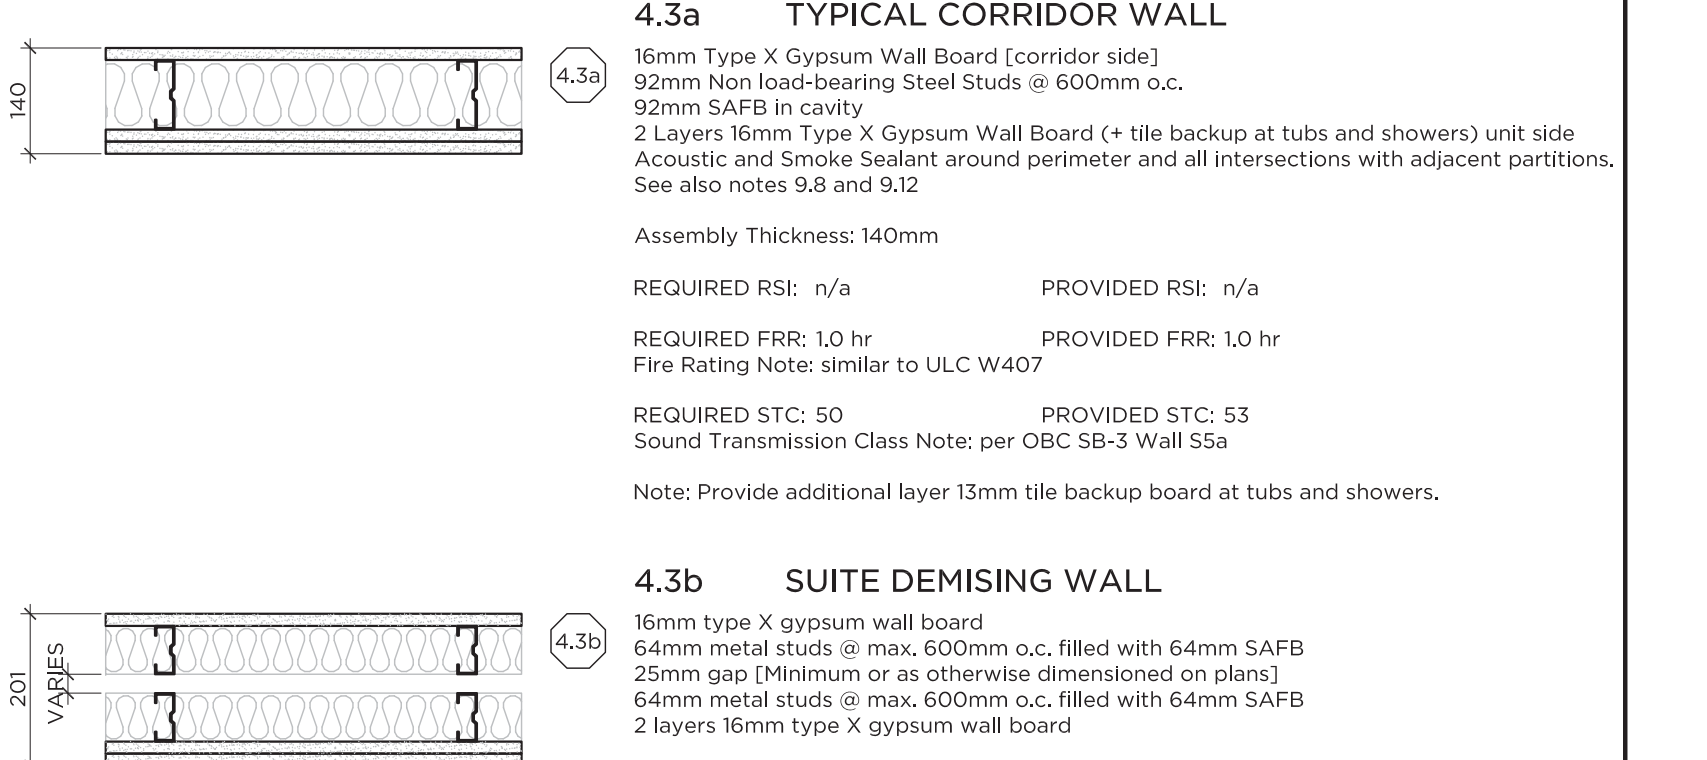 4.3a TYPICAL CORRIDOR WALL
140
4.3a
16mm Type X Gypsum Wall Board [corridor side]
92mm Non load-bearing Steel Studs @ 600mm o.c.
92mm SAFB in cavity
2 Layers 16mm Type X Gypsum Wall Board (+ tile backup at tubs and showers) unit side
Acoustic and Smoke Sealant around perimeter and all intersections with adjacent partitions.
See also notes 9.8 and 9.12
Assembly Thickness: 140mm
REQUIRED RSI: n/a PROVIDED RSI: n/a
REQUIRED FRR: 1.0 hr PROVIDED FRR: 1.0 hr
Fire Rating Note: similar to ULC W407
REQUIRED STC: 50 PROVIDED STC: 53
Sound Transmission Class Note: per OBC SB-3 Wall S5a
Note: Provide additional layer 13mm tile backup board at tubs and showers.
4.3b SUITE DEMISING WALL
201
VARIES
4.3b
16mm type X gypsum wall board
64mm metal studs @ max. 600mm o.c. filled with 64mm SAFB
25mm gap [Minimum or as otherwise dimensioned on plans]
64mm metal studs @ max. 600mm o.c. filled with 64mm SAFB
2 layers 16mm type X gypsum wall board